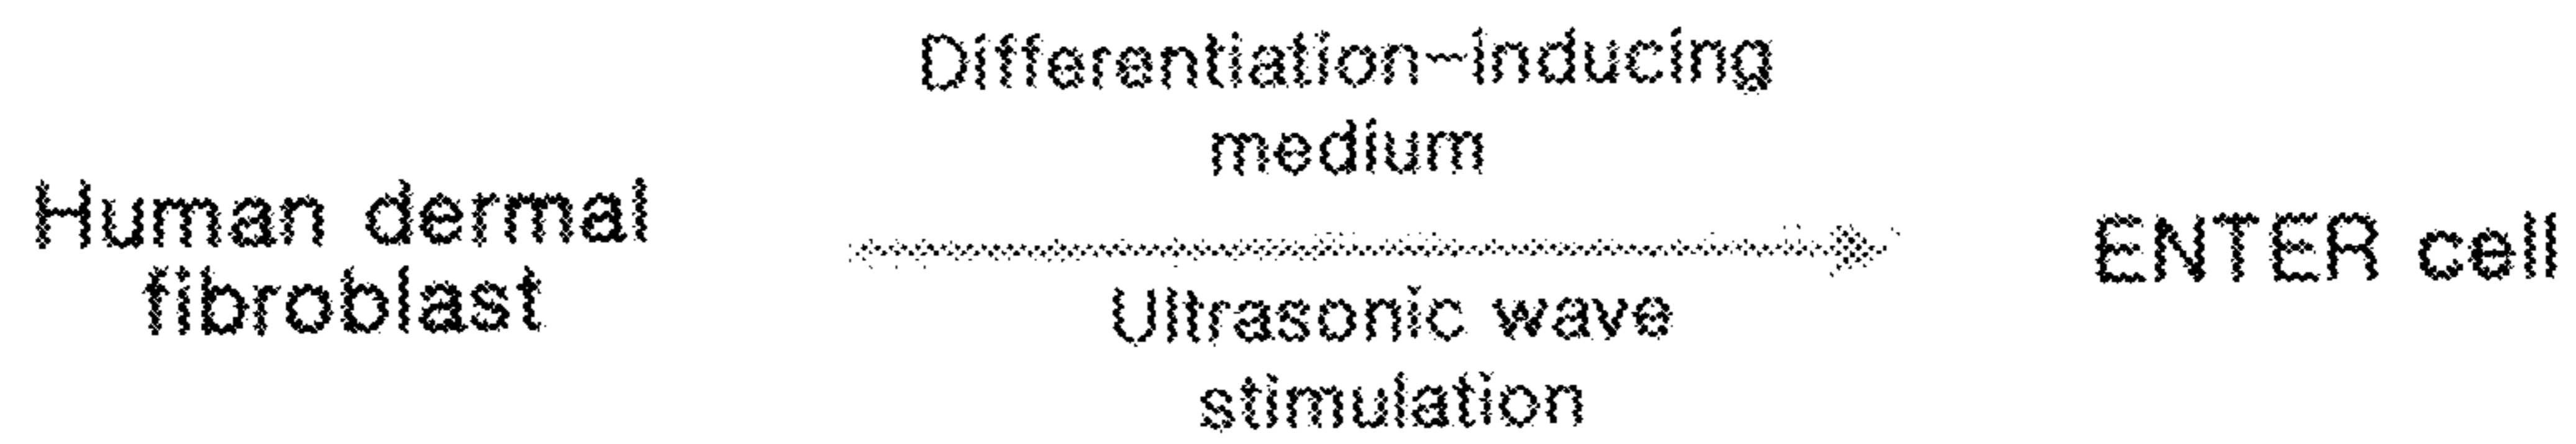 Human dermal
fibroblast
Differentiation-inducing
medium
Ultrasonic wave
stimulation
ENTER cell